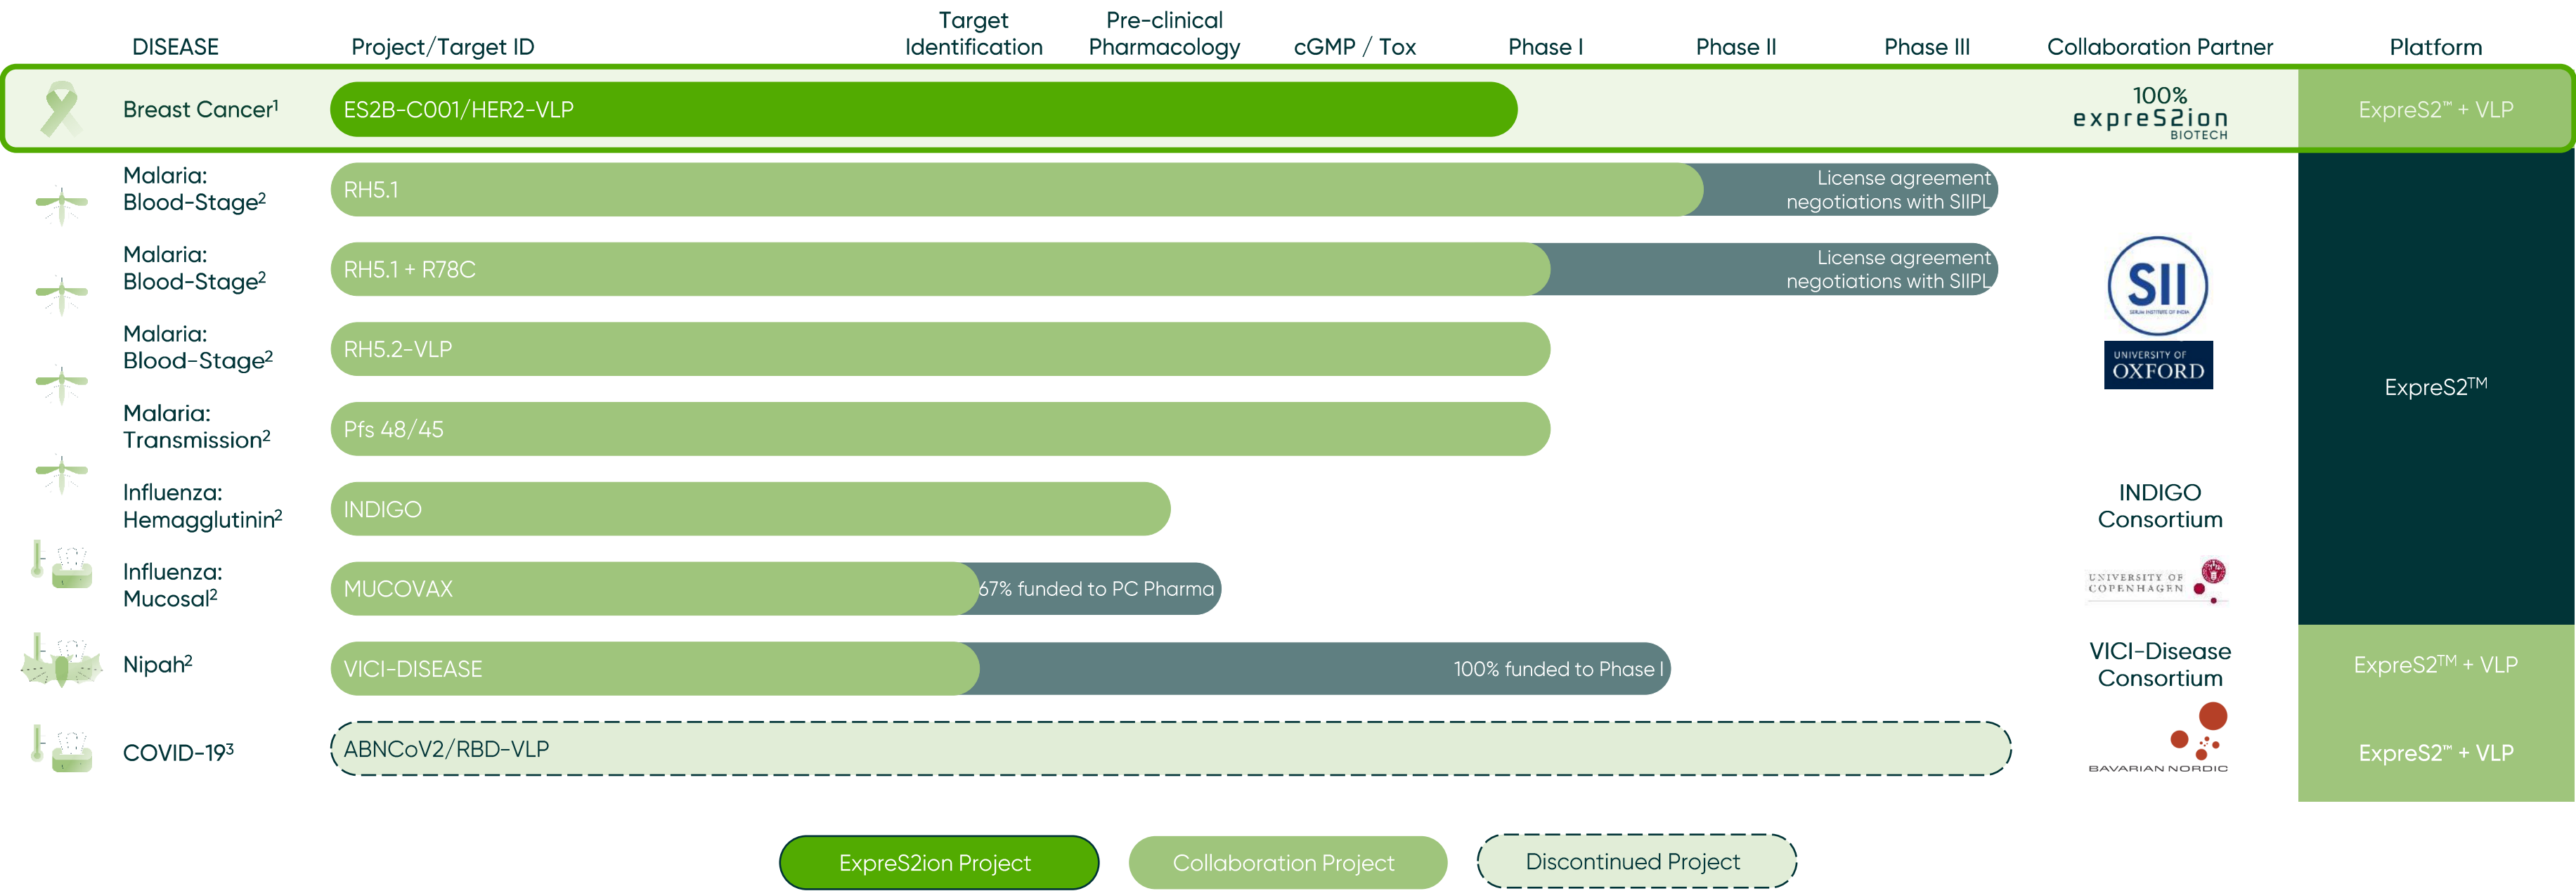 DISEASE
Project/Target ID
Target
Identification
Pre-clinical
Pharmacology
cGMP / Tox
Phase I
Phase II
Phase III
Collaboration Partner
Platform
Breast Cancer¹
ES2B-C001/HER2-VLP
100%
expreS2ion
BIOTECH
ExpreS2™ + VLP
Malaria:
Blood-Stage²
RH5.1
License agreement
negotiations with SIIPL
Malaria:
Blood-Stage²
RH5.1 + R78C
License agreement
negotiations with SIIPL
SII
SERUM INSTITUTE OF INDIA
Malaria:
Blood-Stage²
RH5.2-VLP
UNIVERSITY OF
OXFORD
ExpreS2™
Malaria:
Transmission²
Pfs 48/45
Influenza:
Hemagglutinin²
INDIGO
INDIGO
Consortium
Influenza:
Mucosal²
MUCOVAX
67% funded to PC Pharma
UNIVERSITY OF
COPENHAGEN
Nipah²
VICI-DISEASE
100% funded to Phase I
VICI-Disease
Consortium
ExpreS2™ + VLP
COVID-19³
ABNCoV2/RBD-VLP
BAVARIAN NORDIC
ExpreS2™ + VLP
ExpreS2ion Project
Collaboration Project
Discontinued Project